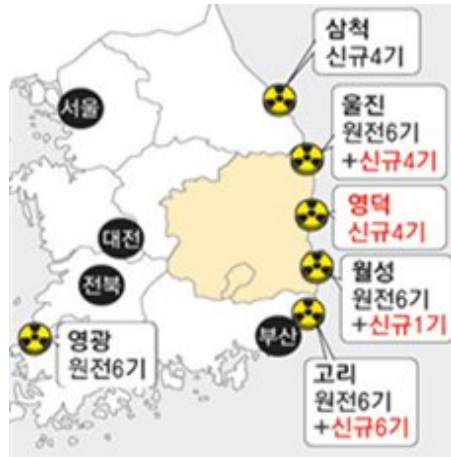 삼척
신규4기
울진
원전6기
+신규4기
서울
영덕
신규4기
대전
월성
원전6기
+신규1기
전북
영광
원전6기
부산
고리
원전6기
+신규6기